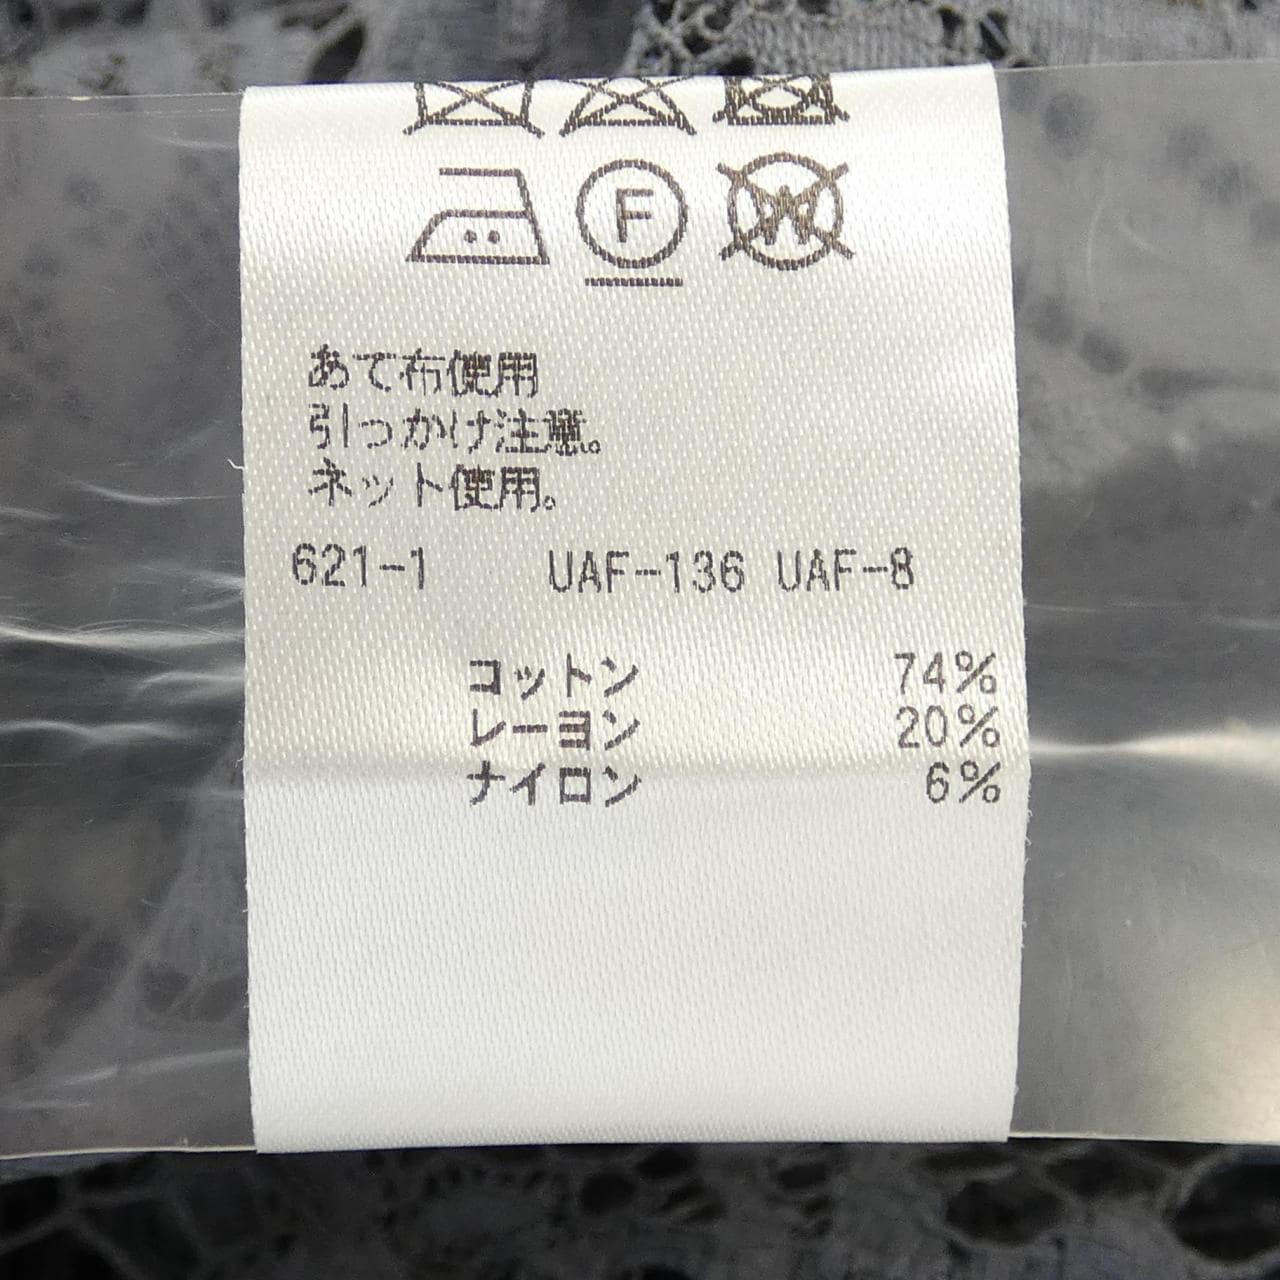 F
W
あて布使用
引っかけ注意。
ネット使用。
621-1 UAF-136 UAF-8
コットン 74%
レーヨン 20%
ナイロン 6%